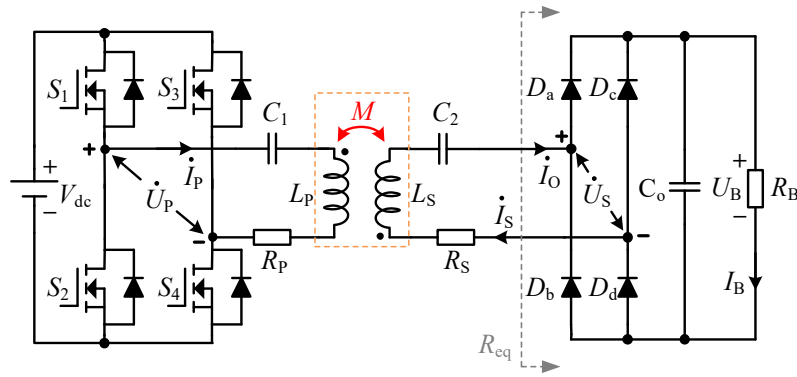 S1
S3
S2
S4
Vdc
+
−
+
U̇P
-
İP
C1
RP
LP
M
LS
C2
RS
İO
İS
Req
+
U̇S
-
Da
Dc
Db
Dd
Co
+
UB
−
RB
IB